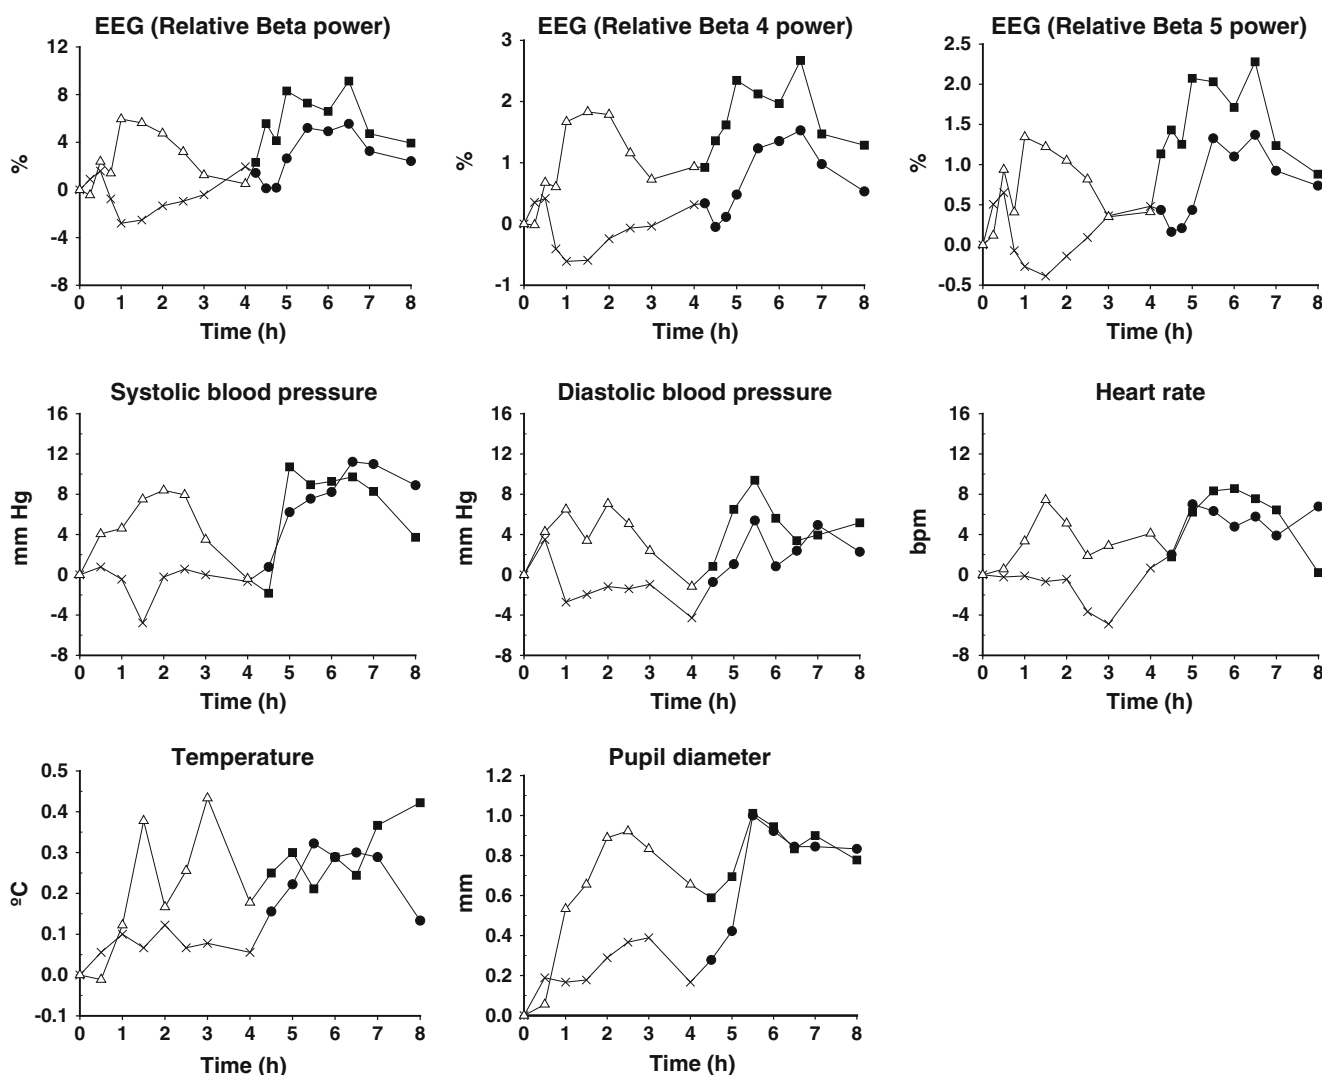 EEG (Relative Beta power)
12
8
4
0
-4
-8
%
0 1 2 3 4 5 6 7 8
Time (h)
EEG (Relative Beta 4 power)
3
2
1
0
-1
%
0 1 2 3 4 5 6 7 8
Time (h)
EEG (Relative Beta 5 power)
2.5
2.0
1.5
1.0
0.5
0.0
-0.5
%
0 1 2 3 4 5 6 7 8
Time (h)
Systolic blood pressure
16
12
8
4
0
-4
-8
mm Hg
0 1 2 3 4 5 6 7 8
Time (h)
Diastolic blood pressure
16
12
8
4
0
-4
-8
mm Hg
0 1 2 3 4 5 6 7 8
Time (h)
Heart rate
16
12
8
4
0
-4
-8
bpm
0 1 2 3 4 5 6 7 8
Time (h)
Temperature
0.5
0.4
0.3
0.2
0.1
0.0
-0.1
ºC
0 1 2 3 4 5 6 7 8
Time (h)
Pupil diameter
1.2
1.0
0.8
0.6
0.4
0.2
0.0
mm
0 1 2 3 4 5 6 7 8
Time (h)